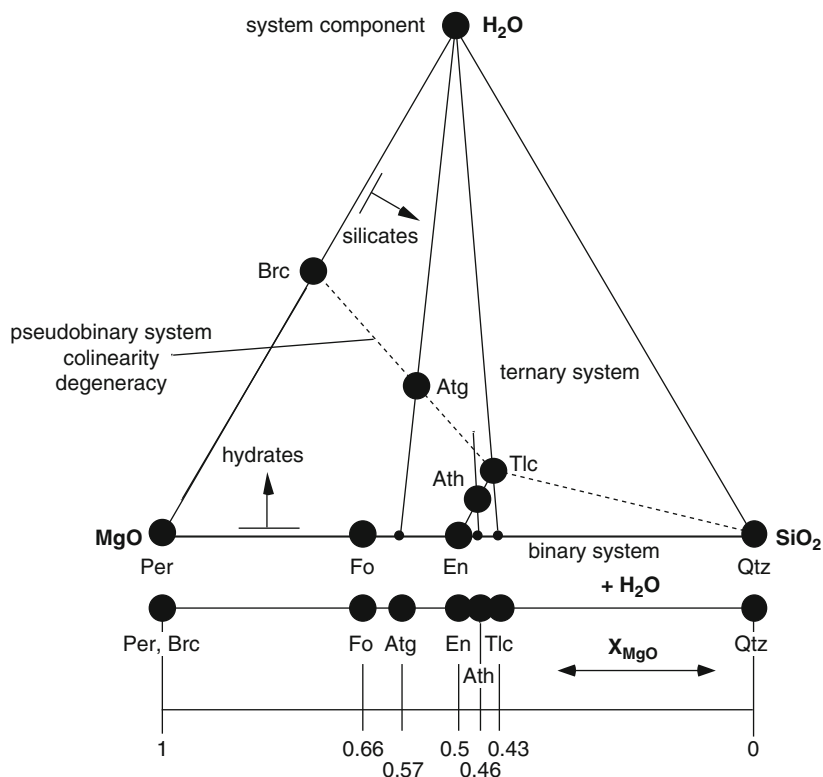 system component H₂O
silicates
Brc
pseudobinary system
colinearity
degeneracy
ternary system
Atg
hydrates
Tlc
Ath
MgO
SiO₂
binary system
Per Fo En Qtz
+ H₂O
Per, Brc Fo Atg En Tlc Qtz
X_MgO
Ath
1 0.66 0.5 0.43 0
0.57 0.46